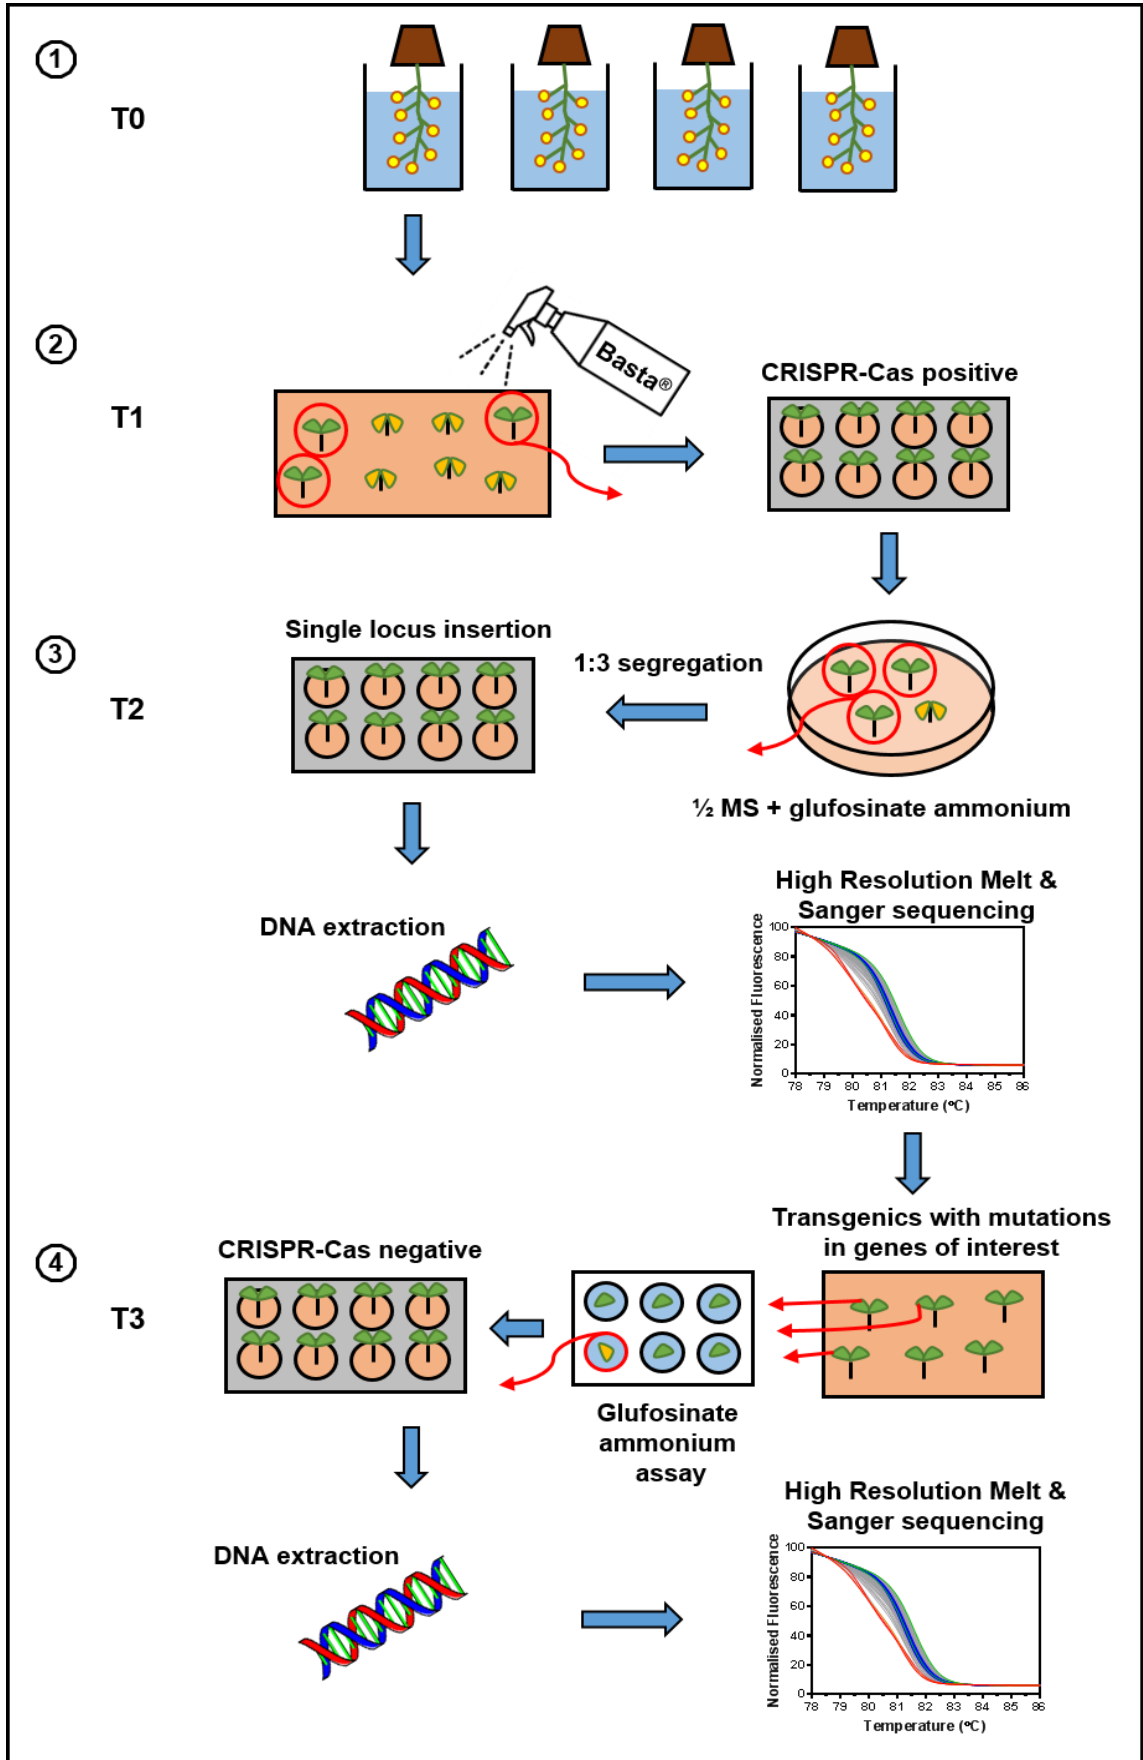 1
T0
2
T1
Basta®
CRISPR-Cas positive
3
T2
Single locus insertion
1:3 segregation
½ MS + glufosinate ammonium
DNA extraction
High Resolution Melt &
Sanger sequencing
Normalised Fluorescence
100
80
60
40
20
0
78 79 80 81 82 83 84 85 86
Temperature (°C)
4
T3
CRISPR-Cas negative
Transgenics with mutations
in genes of interest
Glufosinate
ammonium
assay
DNA extraction
High Resolution Melt &
Sanger sequencing
Normalised Fluorescence
100
80
60
40
20
0
78 79 80 81 82 83 84 85 86
Temperature (°C)